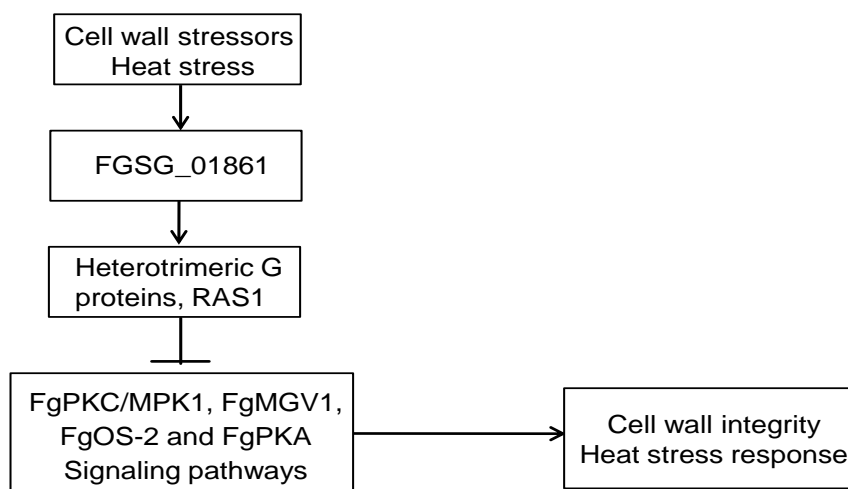 Cell wall stressors
Heat stress
FGSG_01861
Heterotrimeric G
proteins, RAS1
FgPKC/MPK1, FgMGV1,
FgOS-2 and FgPKA
Signaling pathways
Cell wall integrity
Heat stress response